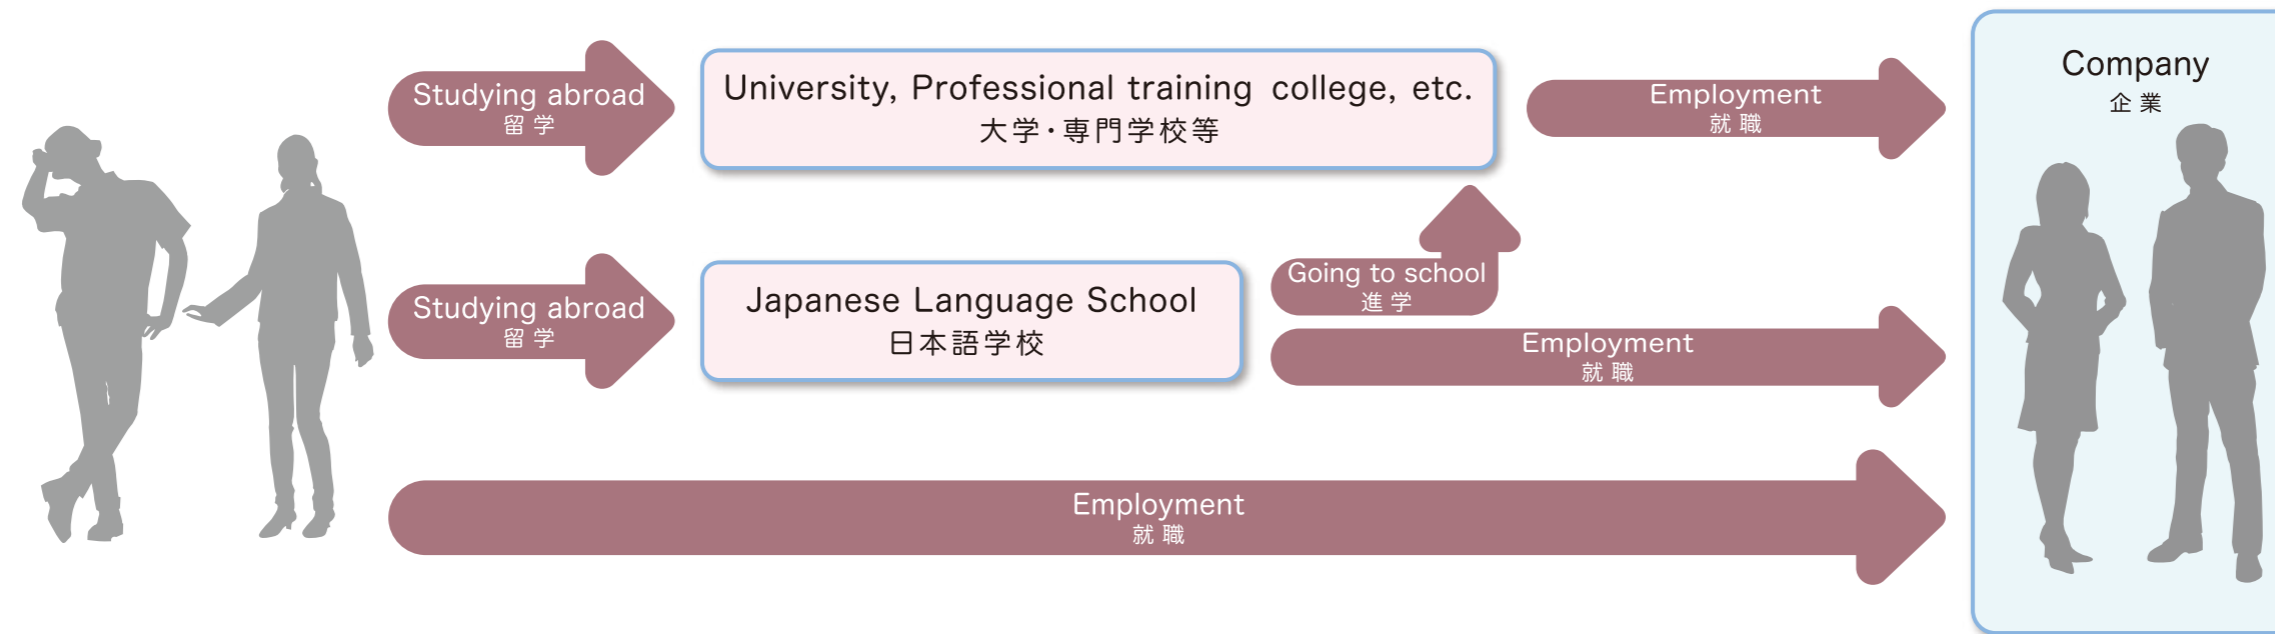 Studying abroad
留学
University, Professional training college, etc.
大学・専門学校等
Employment
就職
Company
企業
Studying abroad
留学
Japanese Language School
日本語学校
Going to school
進学
Employment
就職
Employment
就職